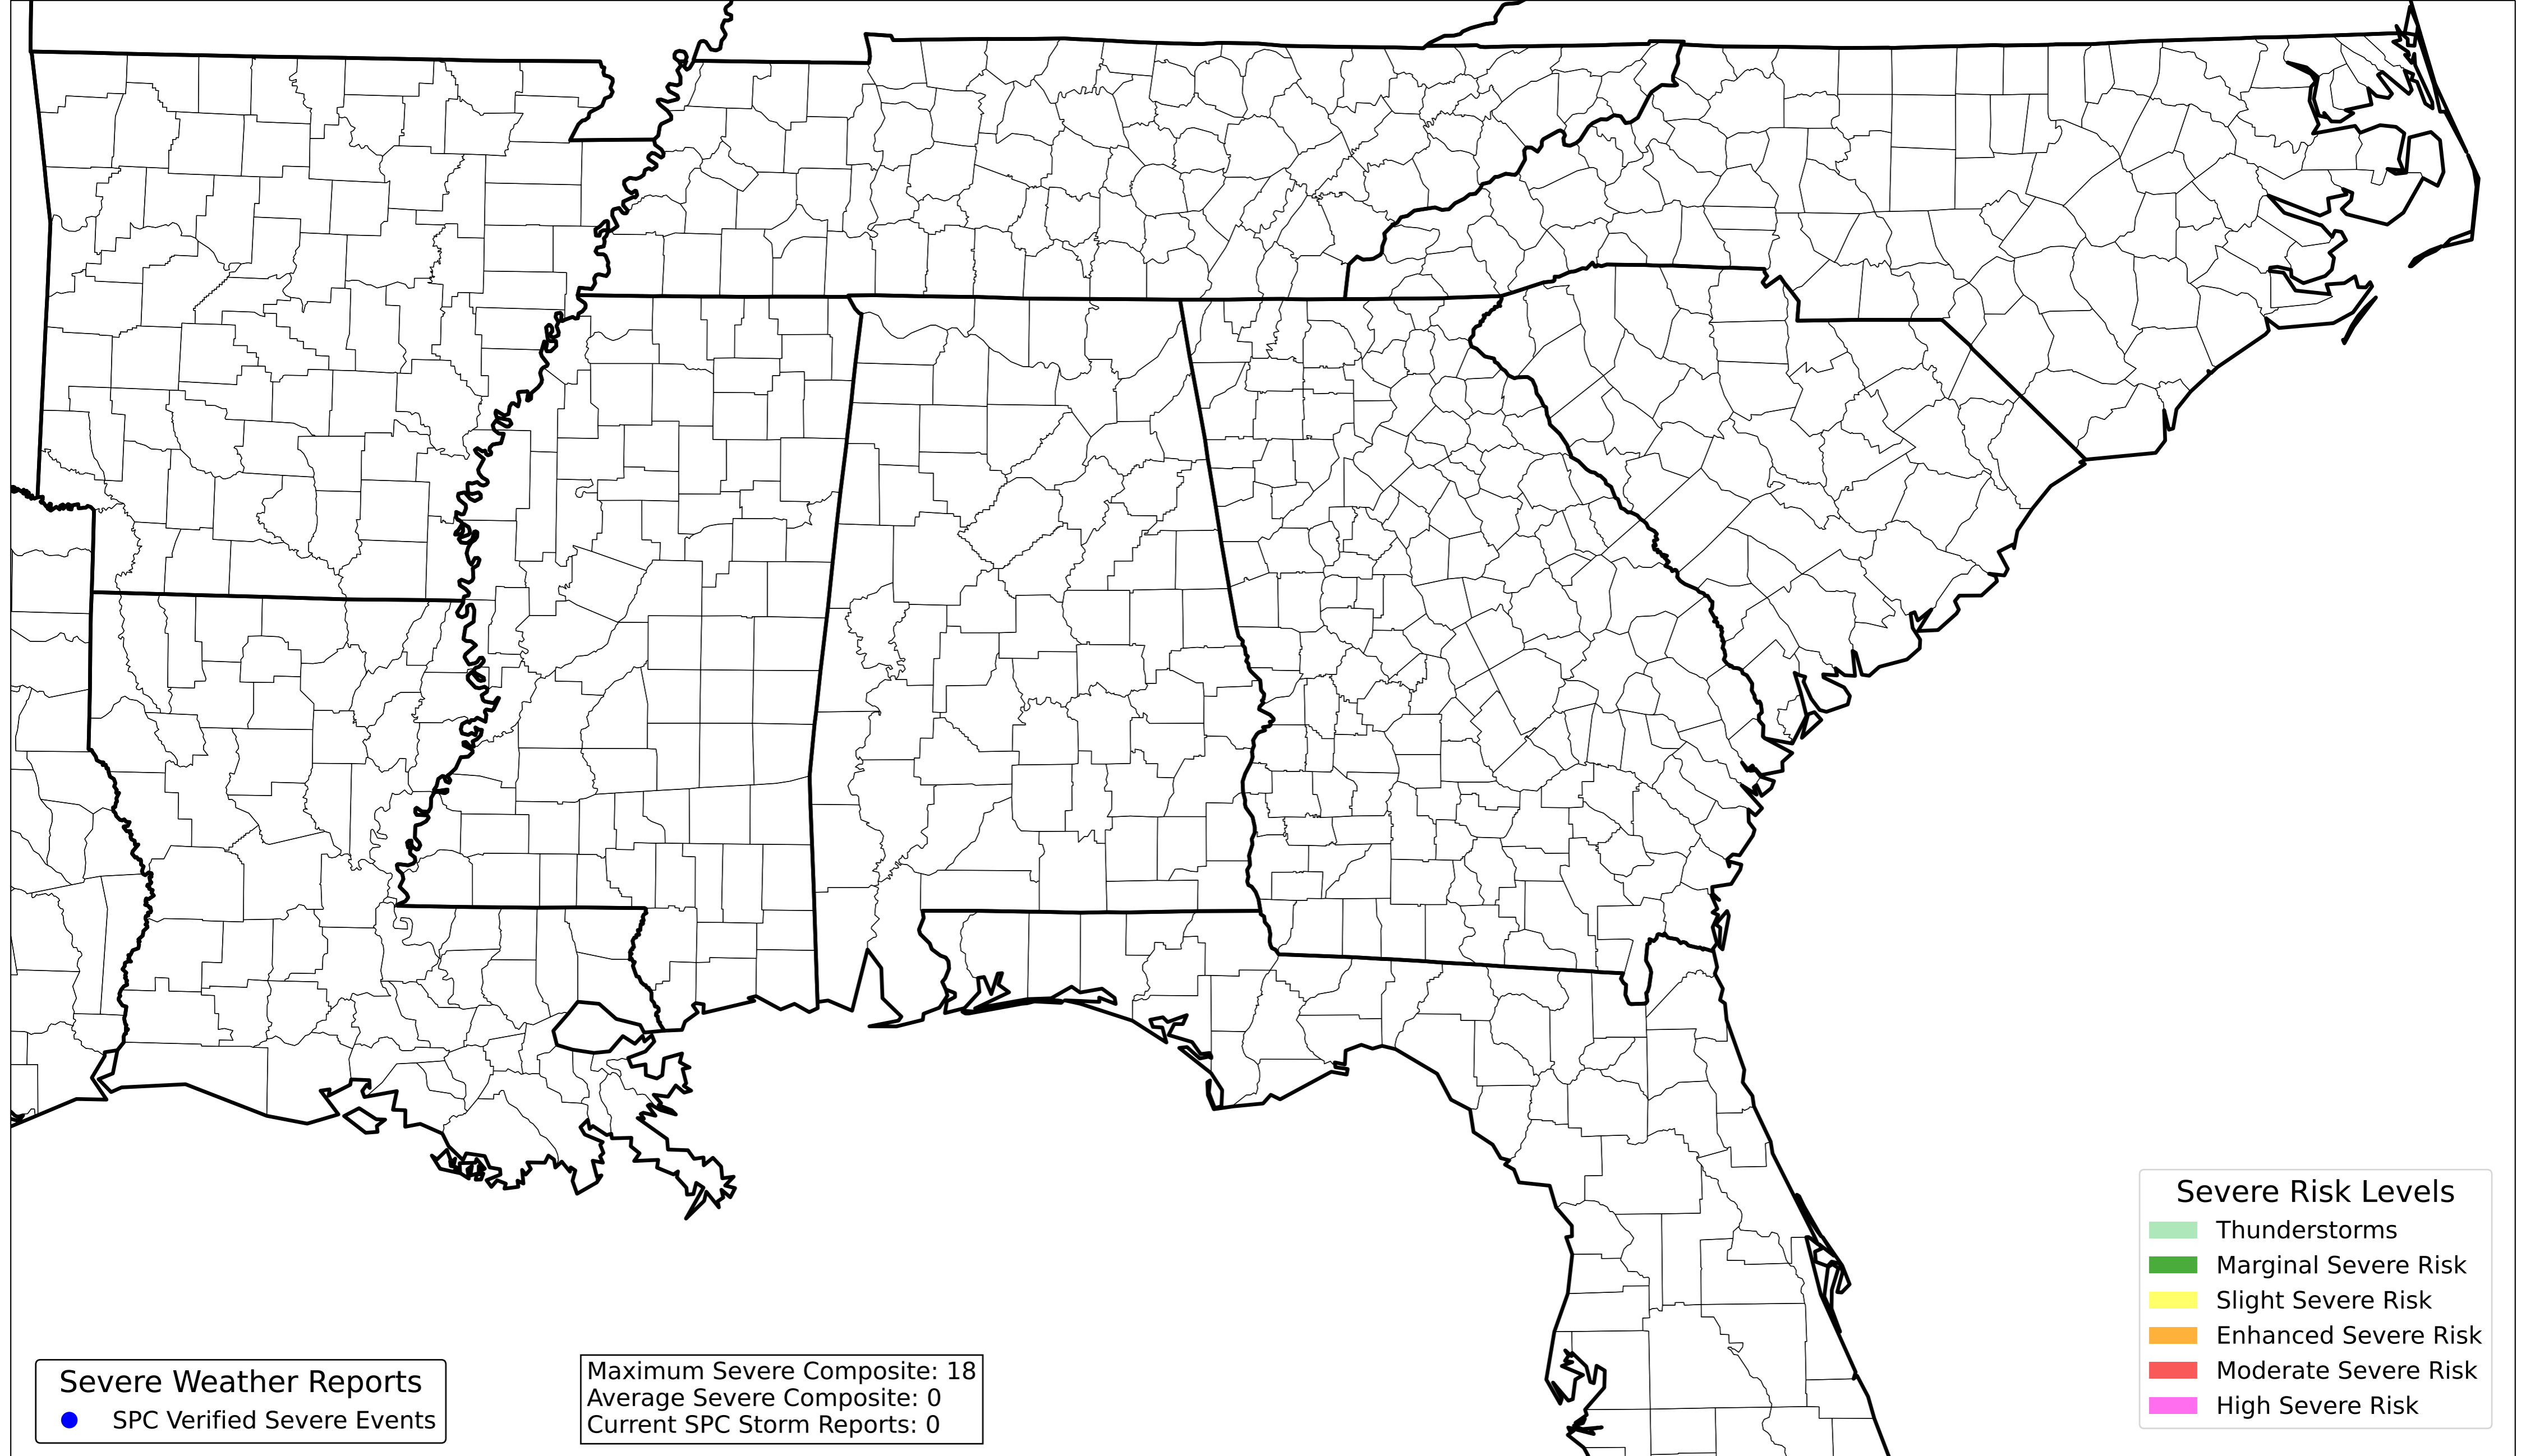 Severe Risk Levels
Thunderstorms
Marginal Severe Risk
Slight Severe Risk
Enhanced Severe Risk
Moderate Severe Risk
High Severe Risk
Severe Weather Reports
SPC Verified Severe Events
Maximum Severe Composite: 18
Average Severe Composite: 0
Current SPC Storm Reports: 0